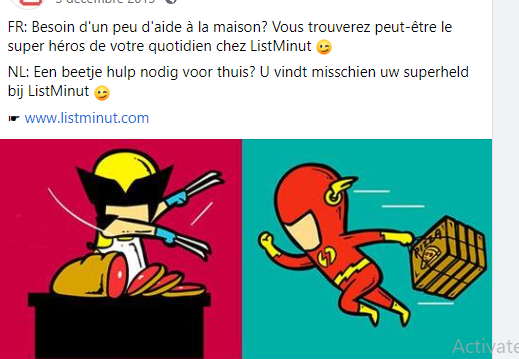 FR: Besoin d'un peu d'aide à la maison? Vous trouverez peut-être le
super héros de votre quotidien chez ListMinut 😉
NL: Een beetje hulp nodig voor thuis? U vindt misschien uw superheld
bij ListMinut 😉
☛ www.listminut.com
PIZZA
Activate